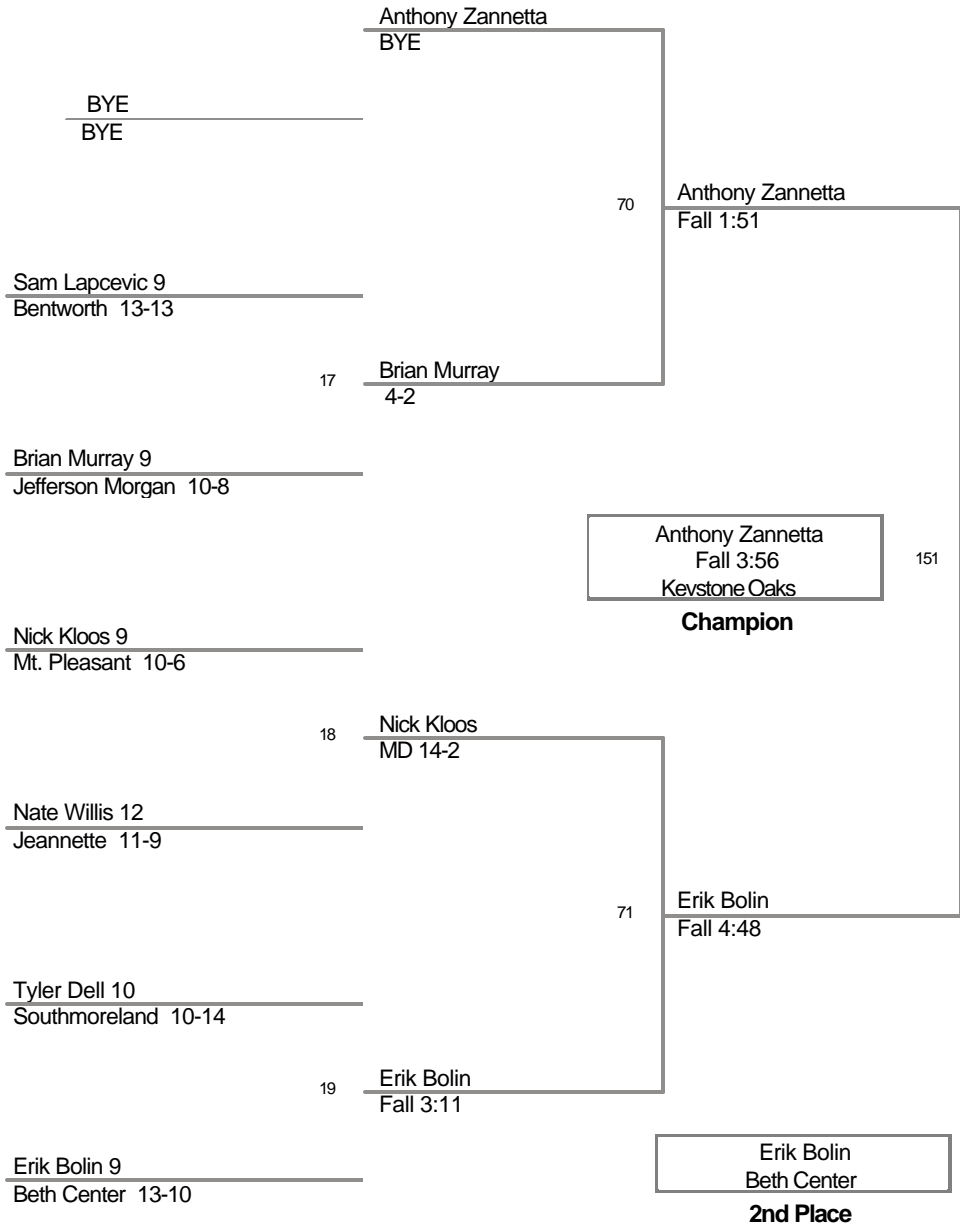 Anthony Zannetta
BYE
BYE
BYE
70
Anthony Zannetta
Fall 1:51
Sam Lapcevic 9
Bentworth 13-13
17
Brian Murray
4-2
Brian Murray 9
Jefferson Morgan 10-8
Anthony Zannetta
Fall 3:56
Keystone Oaks
151
Champion
Nick Kloos 9
Mt. Pleasant 10-6
18
Nick Kloos
MD 14-2
Nate Willis 12
Jeannette 11-9
71
Erik Bolin
Fall 4:48
Tyler Dell 10
Southmoreland 10-14
19
Erik Bolin
Fall 3:11
Erik Bolin 9
Beth Center 13-10
Erik Bolin
Beth Center
2nd Place